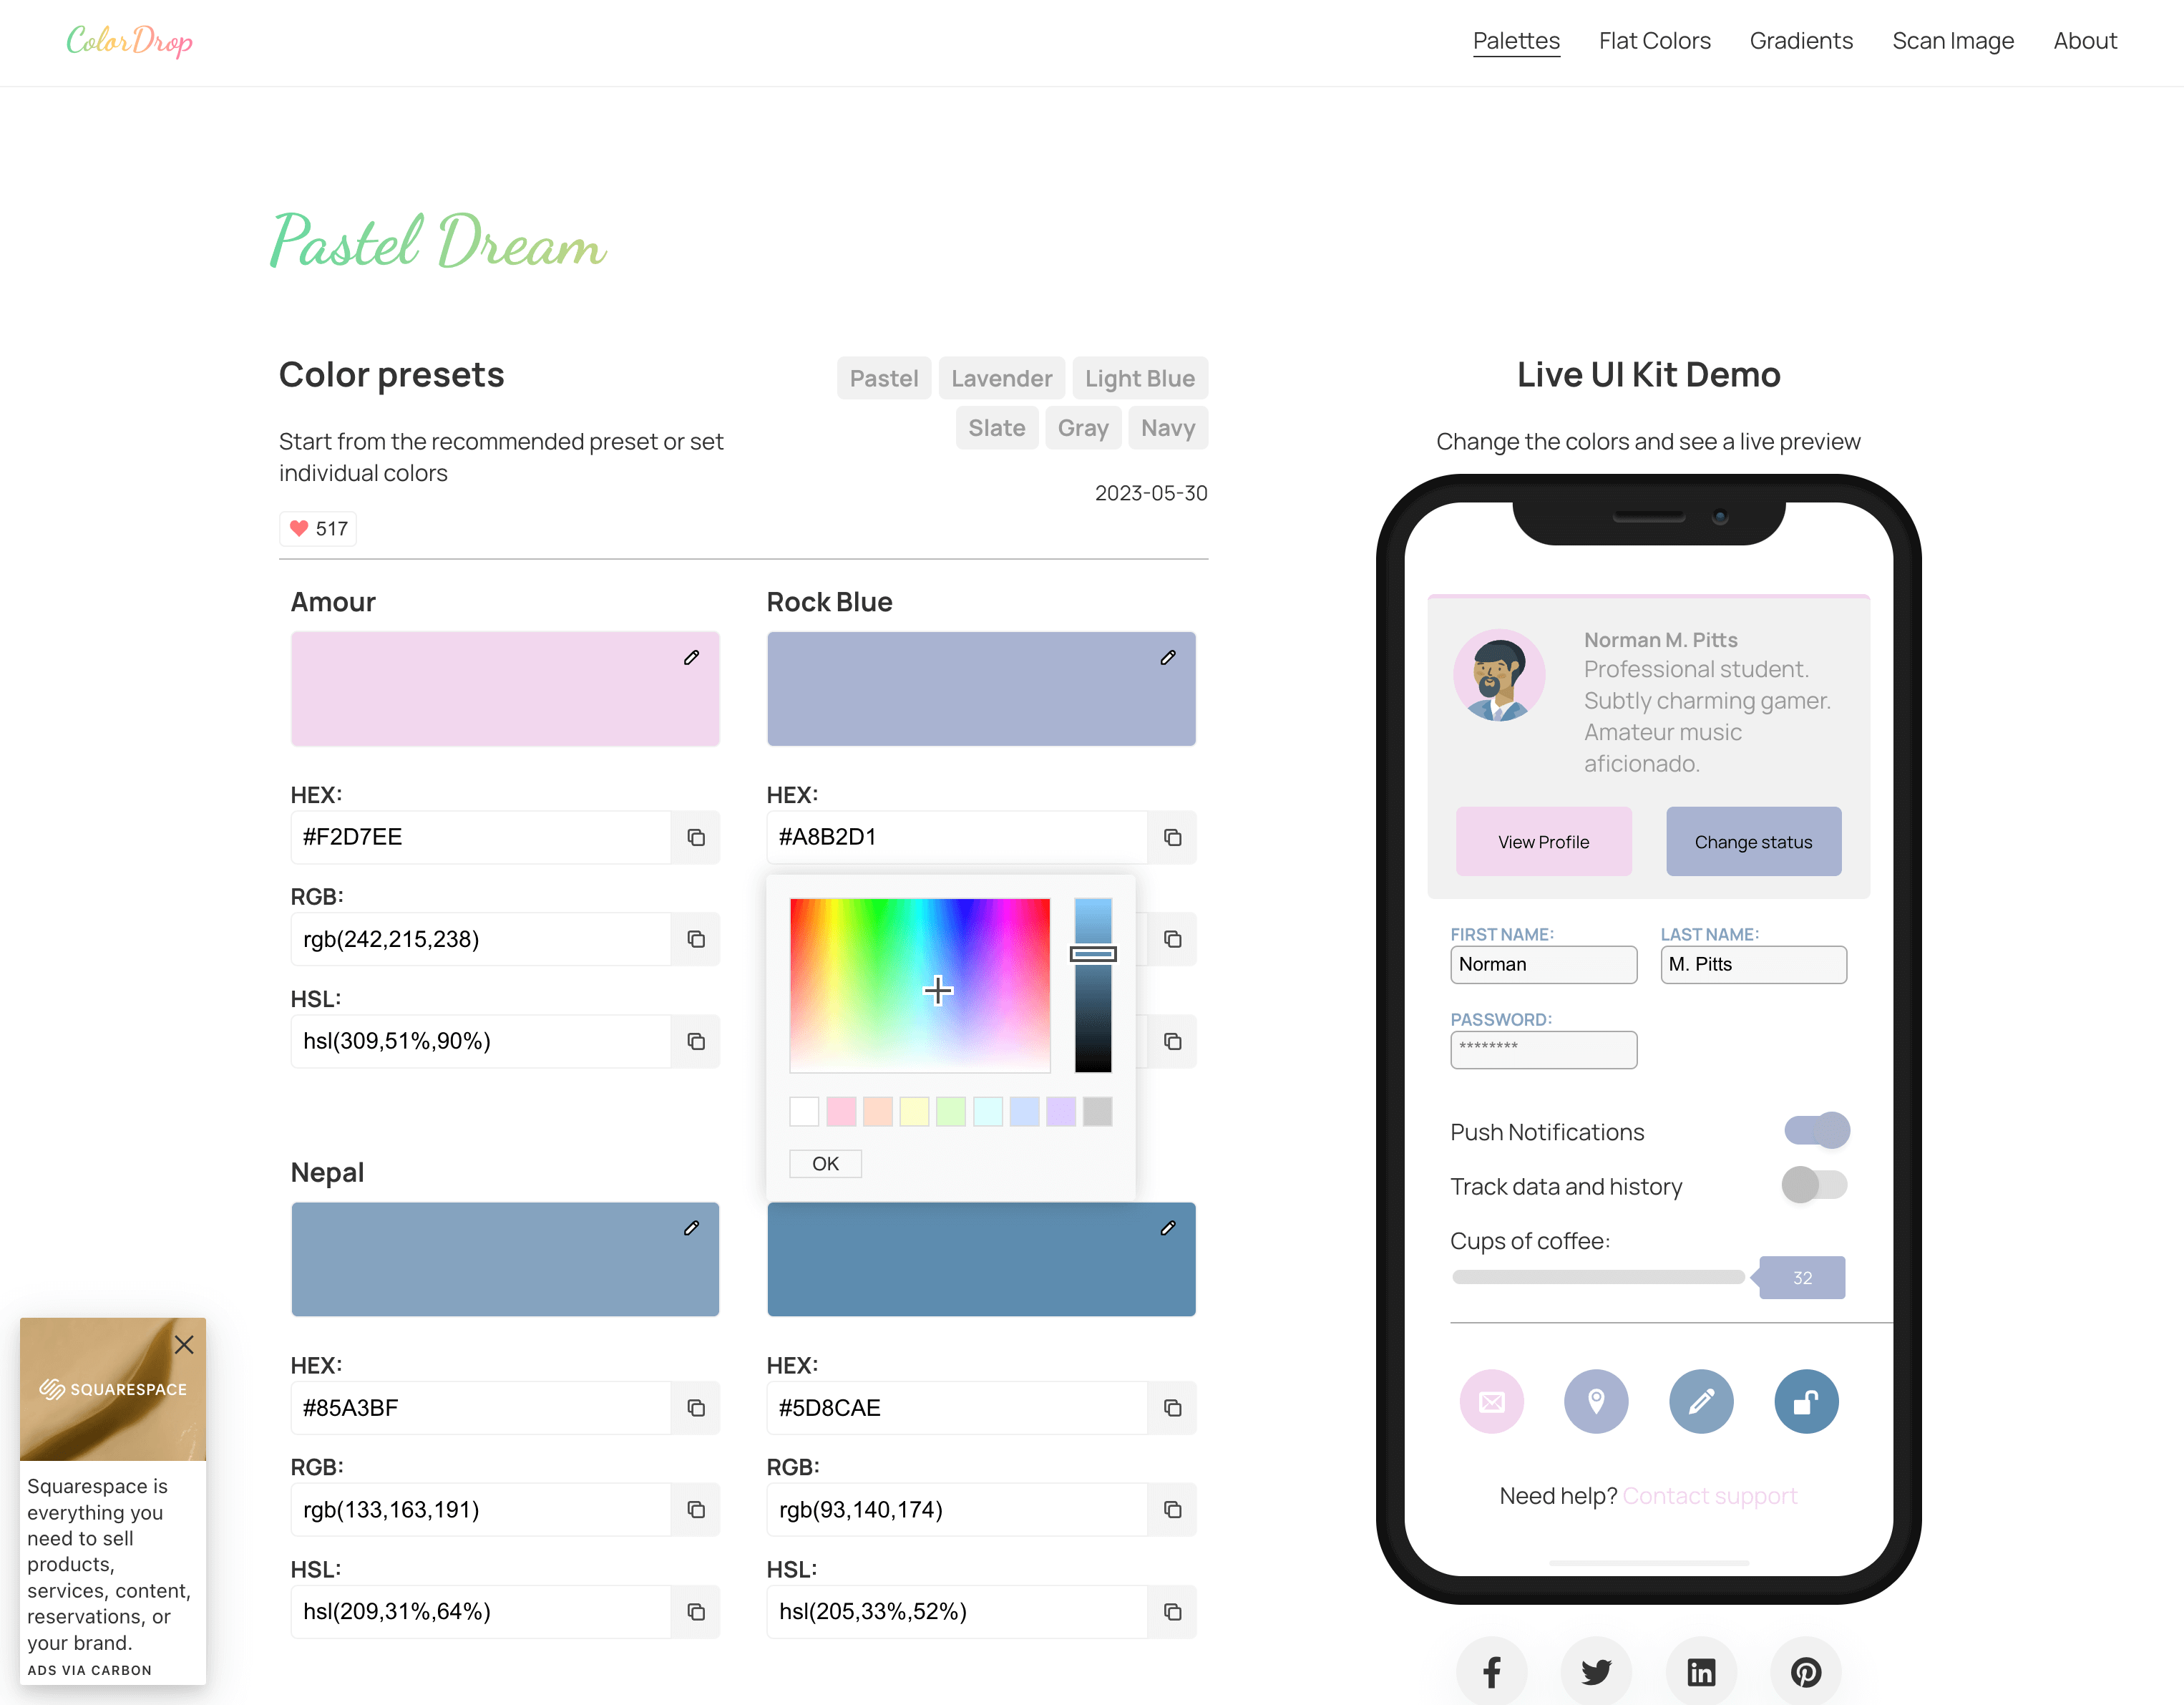 ColorDrop
Palettes
Flat Colors
Gradients
Scan Image
About
Pastel Dream
Color presets
Start from the recommended preset or set
individual colors
517
Pastel
Lavender
Light Blue
Slate
Gray
Navy
2023-05-30
Amour
HEX:
#F2D7EE
RGB:
rgb(242,215,238)
HSL:
hsl(309,51%,90%)
Rock Blue
HEX:
#A8B2D1
OK
Nepal
HEX:
#85A3BF
RGB:
rgb(133,163,191)
HSL:
hsl(209,31%,64%)
HEX:
#5D8CAE
RGB:
rgb(93,140,174)
HSL:
hsl(205,33%,52%)
Live UI Kit Demo
Change the colors and see a live preview
Norman M. Pitts
Professional student.
Subtly charming gamer.
Amateur music
aficionado.
View Profile
Change status
FIRST NAME:
Norman
LAST NAME:
M. Pitts
PASSWORD:
********
Push Notifications
Track data and history
Cups of coffee:
32
Need help? Contact support
SQUARESPACE
Squarespace is
everything you
need to sell
products,
services, content,
reservations, or
your brand.
ADS VIA CARBON